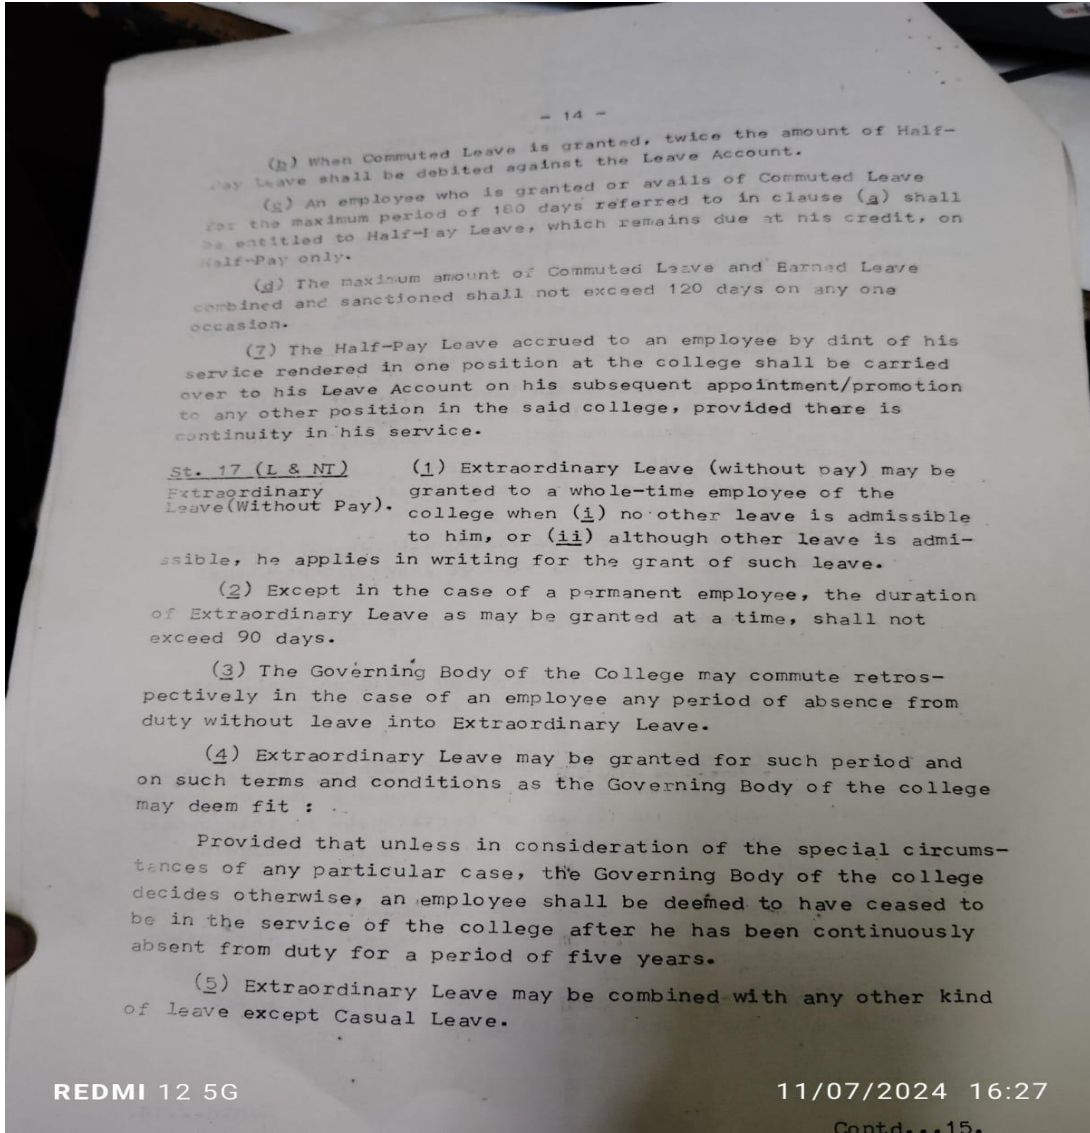 - 14 -
(b) When Commuted Leave is granted, twice the amount of Half-
Pay Leave shall be debited against the Leave Account.
(c) An employee who is granted or avails of Commuted Leave
for the maximum period of 180 days referred to in clause (a) shall
be entitled to Half-Pay Leave, which remains due at his credit, on
Half-Pay only.
(d) The maximum amount of Commuted Leave and Earned Leave
combined and sanctioned shall not exceed 120 days on any one
occasion.
(7) The Half-Pay Leave accrued to an employee by dint of his
service rendered in one position at the college shall be carried
over to his Leave Account on his subsequent appointment/promotion
to any other position in the said college, provided there is
continuity in his service.
St. 17 (L & NT) (1) Extraordinary Leave (without pay) may be
Extraordinary granted to a whole-time employee of the
Leave(Without Pay). college when (i) no other leave is admissible
to him, or (ii) although other leave is admi-
ssible, he applies in writing for the grant of such leave.
(2) Except in the case of a permanent employee, the duration
of Extraordinary Leave as may be granted at a time, shall not
exceed 90 days.
(3) The Governing Body of the College may commute retros-
pectively in the case of an employee any period of absence from
duty without leave into Extraordinary Leave.
(4) Extraordinary Leave may be granted for such period and
on such terms and conditions as the Governing Body of the college
may deem fit :
Provided that unless in consideration of the special circums-
tances of any particular case, the Governing Body of the college
decides otherwise, an employee shall be deemed to have ceased to
be in the service of the college after he has been continuously
absent from duty for a period of five years.
(5) Extraordinary Leave may be combined with any other kind
of leave except Casual Leave.
REDMI 12 5G
11/07/2024 16:27
Contd...15.